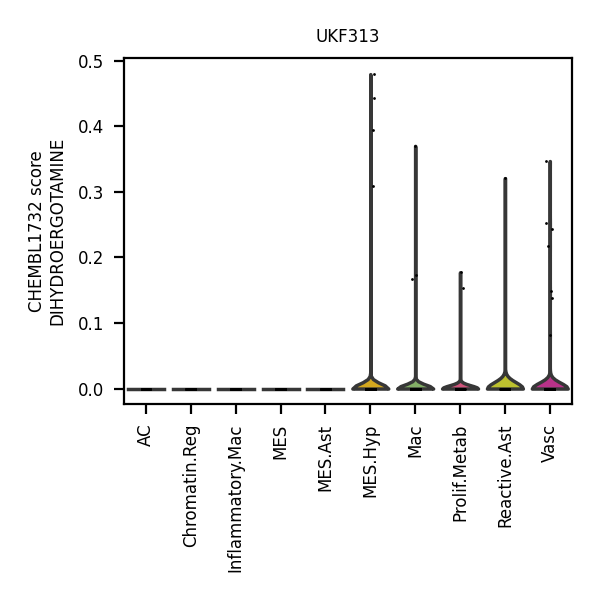 UKF313
CHEMBL1732 score
DIHYDROERGOTAMINE
0.5
0.4
0.3
0.2
0.1
0.0
AC
Chromatin.Reg
Inflammatory.Mac
MES
MES.Ast
MES.Hyp
Mac
Prolif.Metab
Reactive.Ast
Vasc